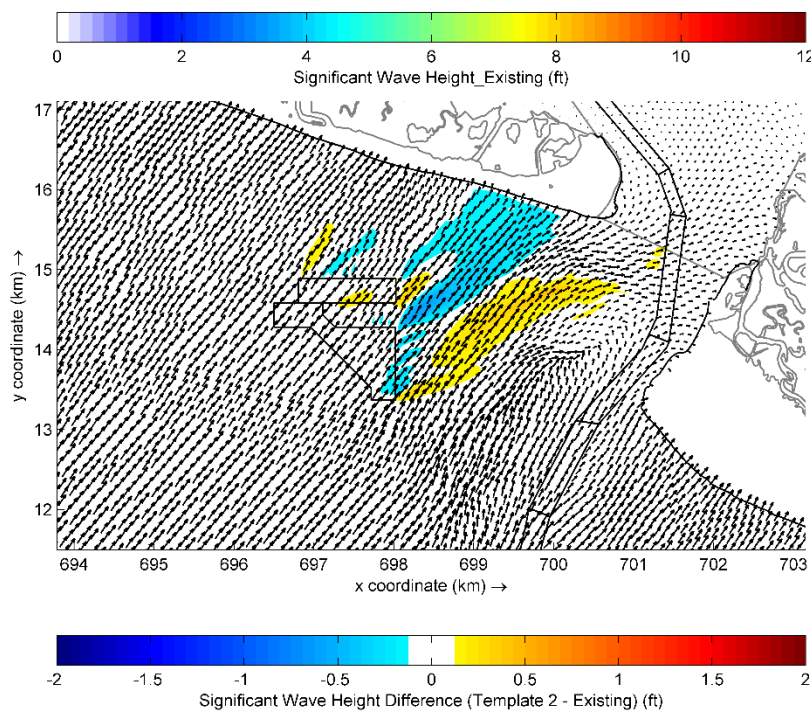 0 2 4 6 8 10 12
Significant Wave Height_Existing (ft)
17
16
15
14
13
12
y coordinate (km) →
694 695 696 697 698 699 700 701 702 703
x coordinate (km) →
-2 -1.5 -1 -0.5 0 0.5 1 1.5 2
Significant Wave Height Difference (Template 2 - Existing) (ft)